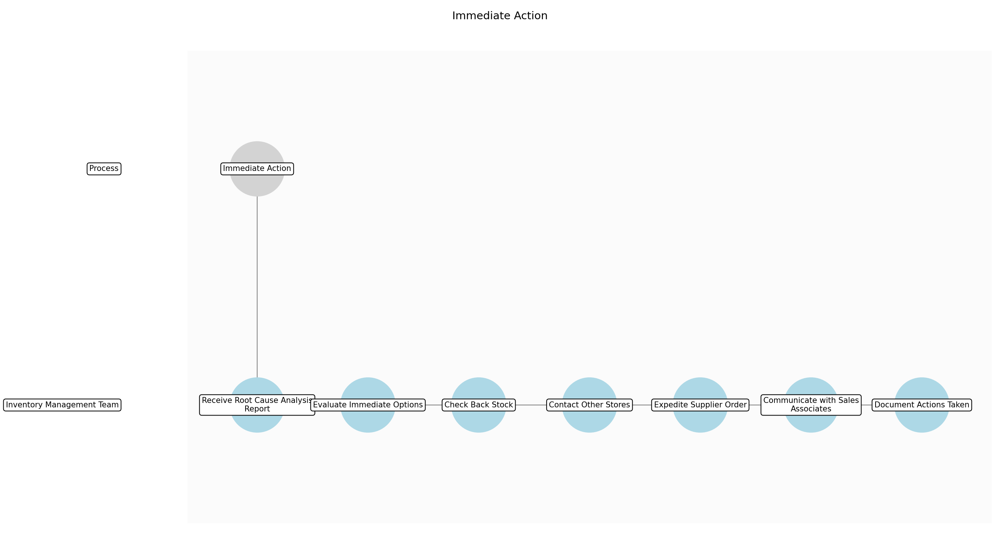 Immediate Action
Process
Immediate Action
Inventory Management Team
Receive Root Cause Analysis
Report
Evaluate Immediate Options
Check Back Stock
Contact Other Stores
Expedite Supplier Order
Communicate with Sales
Associates
Document Actions Taken